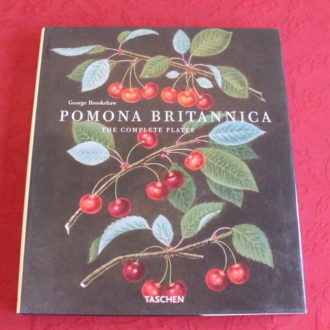 George Brookshaw
POMONA BRITANNICA
THE COMPLETE PLATES
TASCHEN